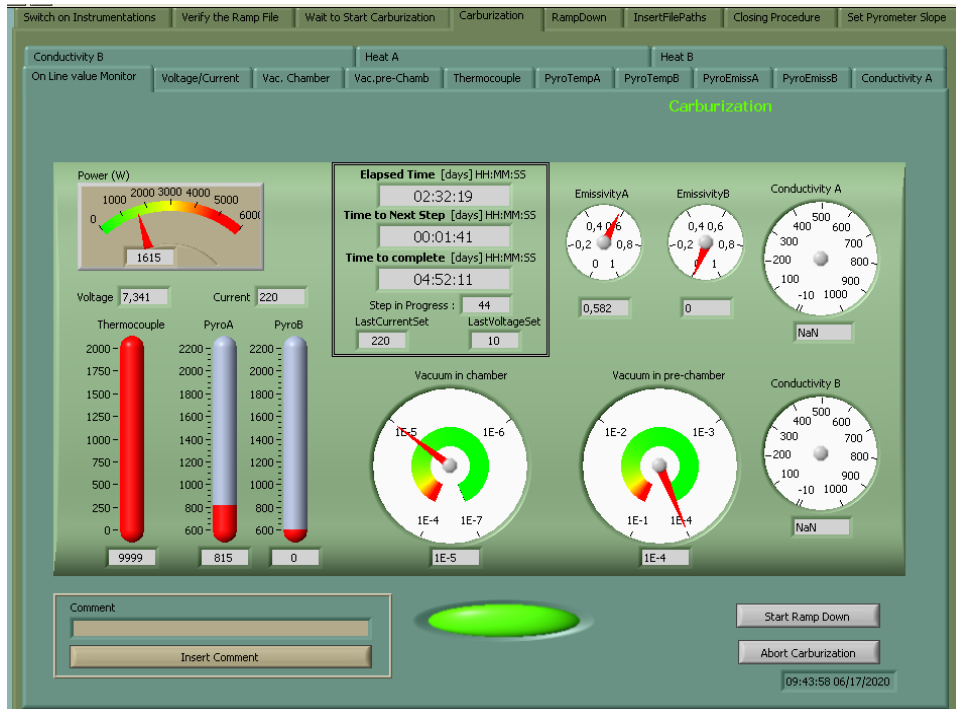 Switch on Instrumentations Verify the Ramp File Wait to Start Carburization Carburization RampDown InsertFilePaths Closing Procedure Set Pyrometer Slope
Conductivity B Heat A Heat B
On Line value Monitor Voltage/Current Vac. Chamber Vac.pre-Chamb Thermocouple PyroTempA PyroTempB PyroEmissA PyroEmissB Conductivity A
Carburization
Power (W)
0 1000 2000 3000 4000 5000 6000
1615
Voltage 7,341 Current 220
Elapsed Time [days] HH:MM:SS
02:32:19
Time to Next Step [days] HH:MM:SS
00:01:41
Time to complete [days] HH:MM:SS
04:52:11
Step in Progress : 44
LastCurrentSet LastVoltageSet
220 10
EmissivityA
0,4 0,6
0,2 0,8
0 1
0,582
EmissivityB
0,4 0,6
0,2 0,8
1
0
Conductivity A
500
400 600
300 700
200 800
100 900
-10 1000
NaN
Thermocouple
2000
1750
1500
1250
1000
750
500
250
0
9999
PyroA
2200
2000
1800
1600
1400
1200
1000
800
600
815
PyroB
2200
2000
1800
1600
1400
1200
1000
800
600
0
Vacuum in chamber
1E-5 1E-6
1E-4 1E-7
1E-5
Vacuum in pre-chamber
1E-2 1E-3
1E-1 1E-4
1E-4
Conductivity B
500
400 600
300 700
200 800
100 900
-10 1000
NaN
Comment
Insert Comment
Start Ramp Down
Abort Carburization
09:43:58 06/17/2020